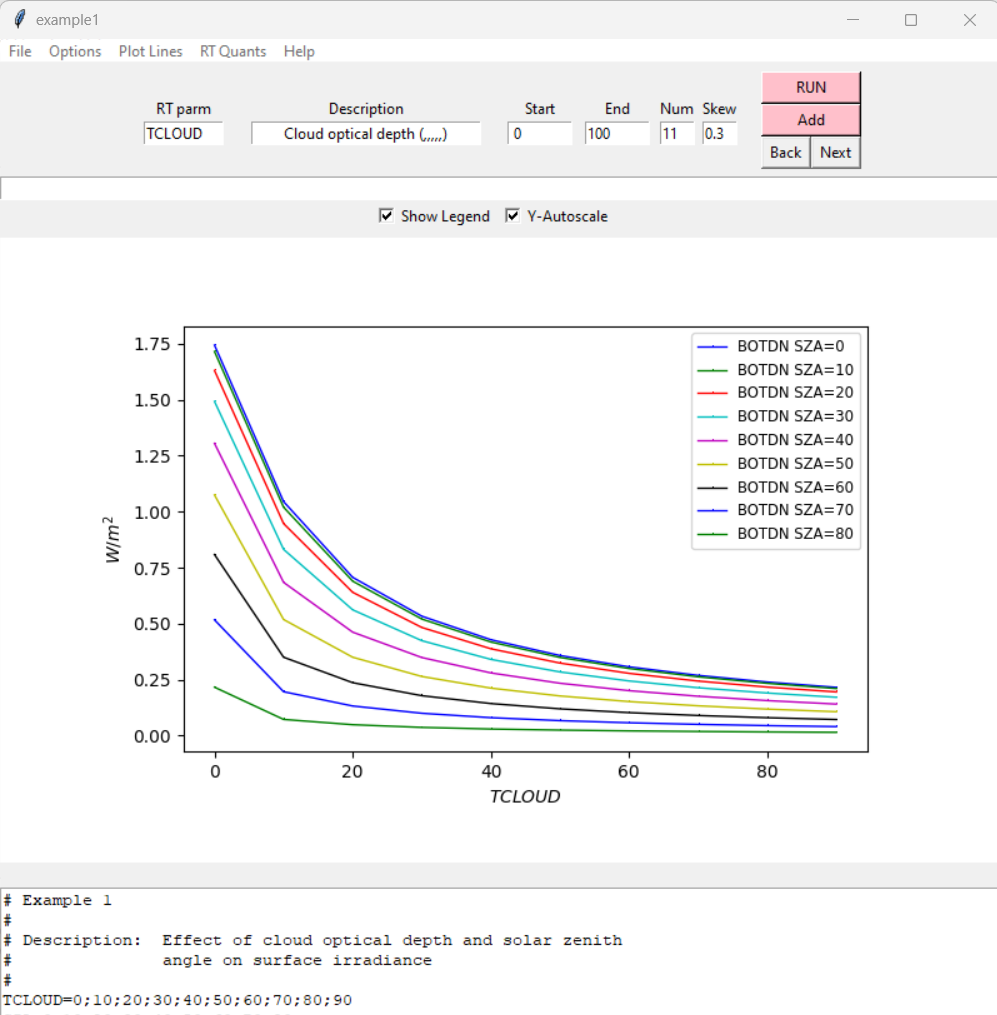 example1
File Options Plot Lines RT Quants Help
RT parm Description Start End Num Skew
TCLOUD Cloud optical depth (,,,,,) 0 100 11 0.3
RUN
Add
Back Next
Show Legend Y-Autoscale
1.75
1.50
1.25
1.00
0.75
0.50
0.25
0.00
W/m²
0 20 40 60 80
TCLOUD
BOTDN SZA=0
BOTDN SZA=10
BOTDN SZA=20
BOTDN SZA=30
BOTDN SZA=40
BOTDN SZA=50
BOTDN SZA=60
BOTDN SZA=70
BOTDN SZA=80
# Example 1
#
# Description: Effect of cloud optical depth and solar zenith
# angle on surface irradiance
#
TCLOUD=0;10;20;30;40;50;60;70;80;90